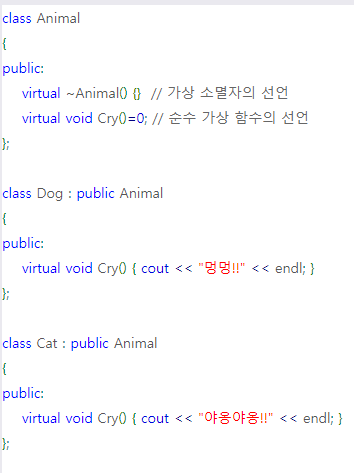 class Animal
{
public:
virtual ~Animal() {} // 가상 소멸자의 선언
virtual void Cry()=0; // 순수 가상 함수의 선언
};
class Dog : public Animal
{
public:
virtual void Cry() { cout << "멍멍!!" << endl; }
};
class Cat : public Animal
{
public:
virtual void Cry() { cout << "야옹야옹!!" << endl; }
};